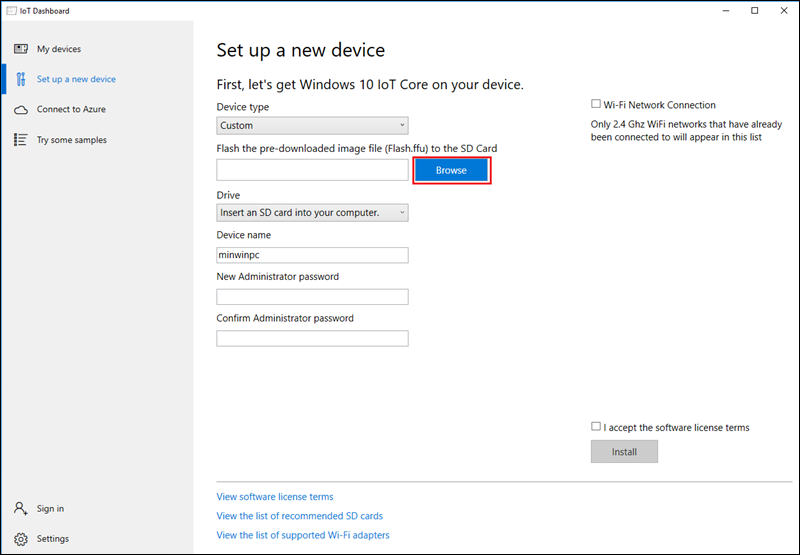 IoT Dashboard
My devices
Set up a new device
Connect to Azure
Try some samples
Sign in
Settings
Set up a new device
First, let's get Windows 10 IoT Core on your device.
Device type
Custom
Flash the pre-downloaded image file (Flash.ffu) to the SD Card
Browse
Drive
Insert an SD card into your computer.
Device name
minwinpc
New Administrator password
Confirm Administrator password
Wi-Fi Network Connection
Only 2.4 Ghz WiFi networks that have already
been connected to will appear in this list
I accept the software license terms
Install
View software license terms
View the list of recommended SD cards
View the list of supported Wi-Fi adapters